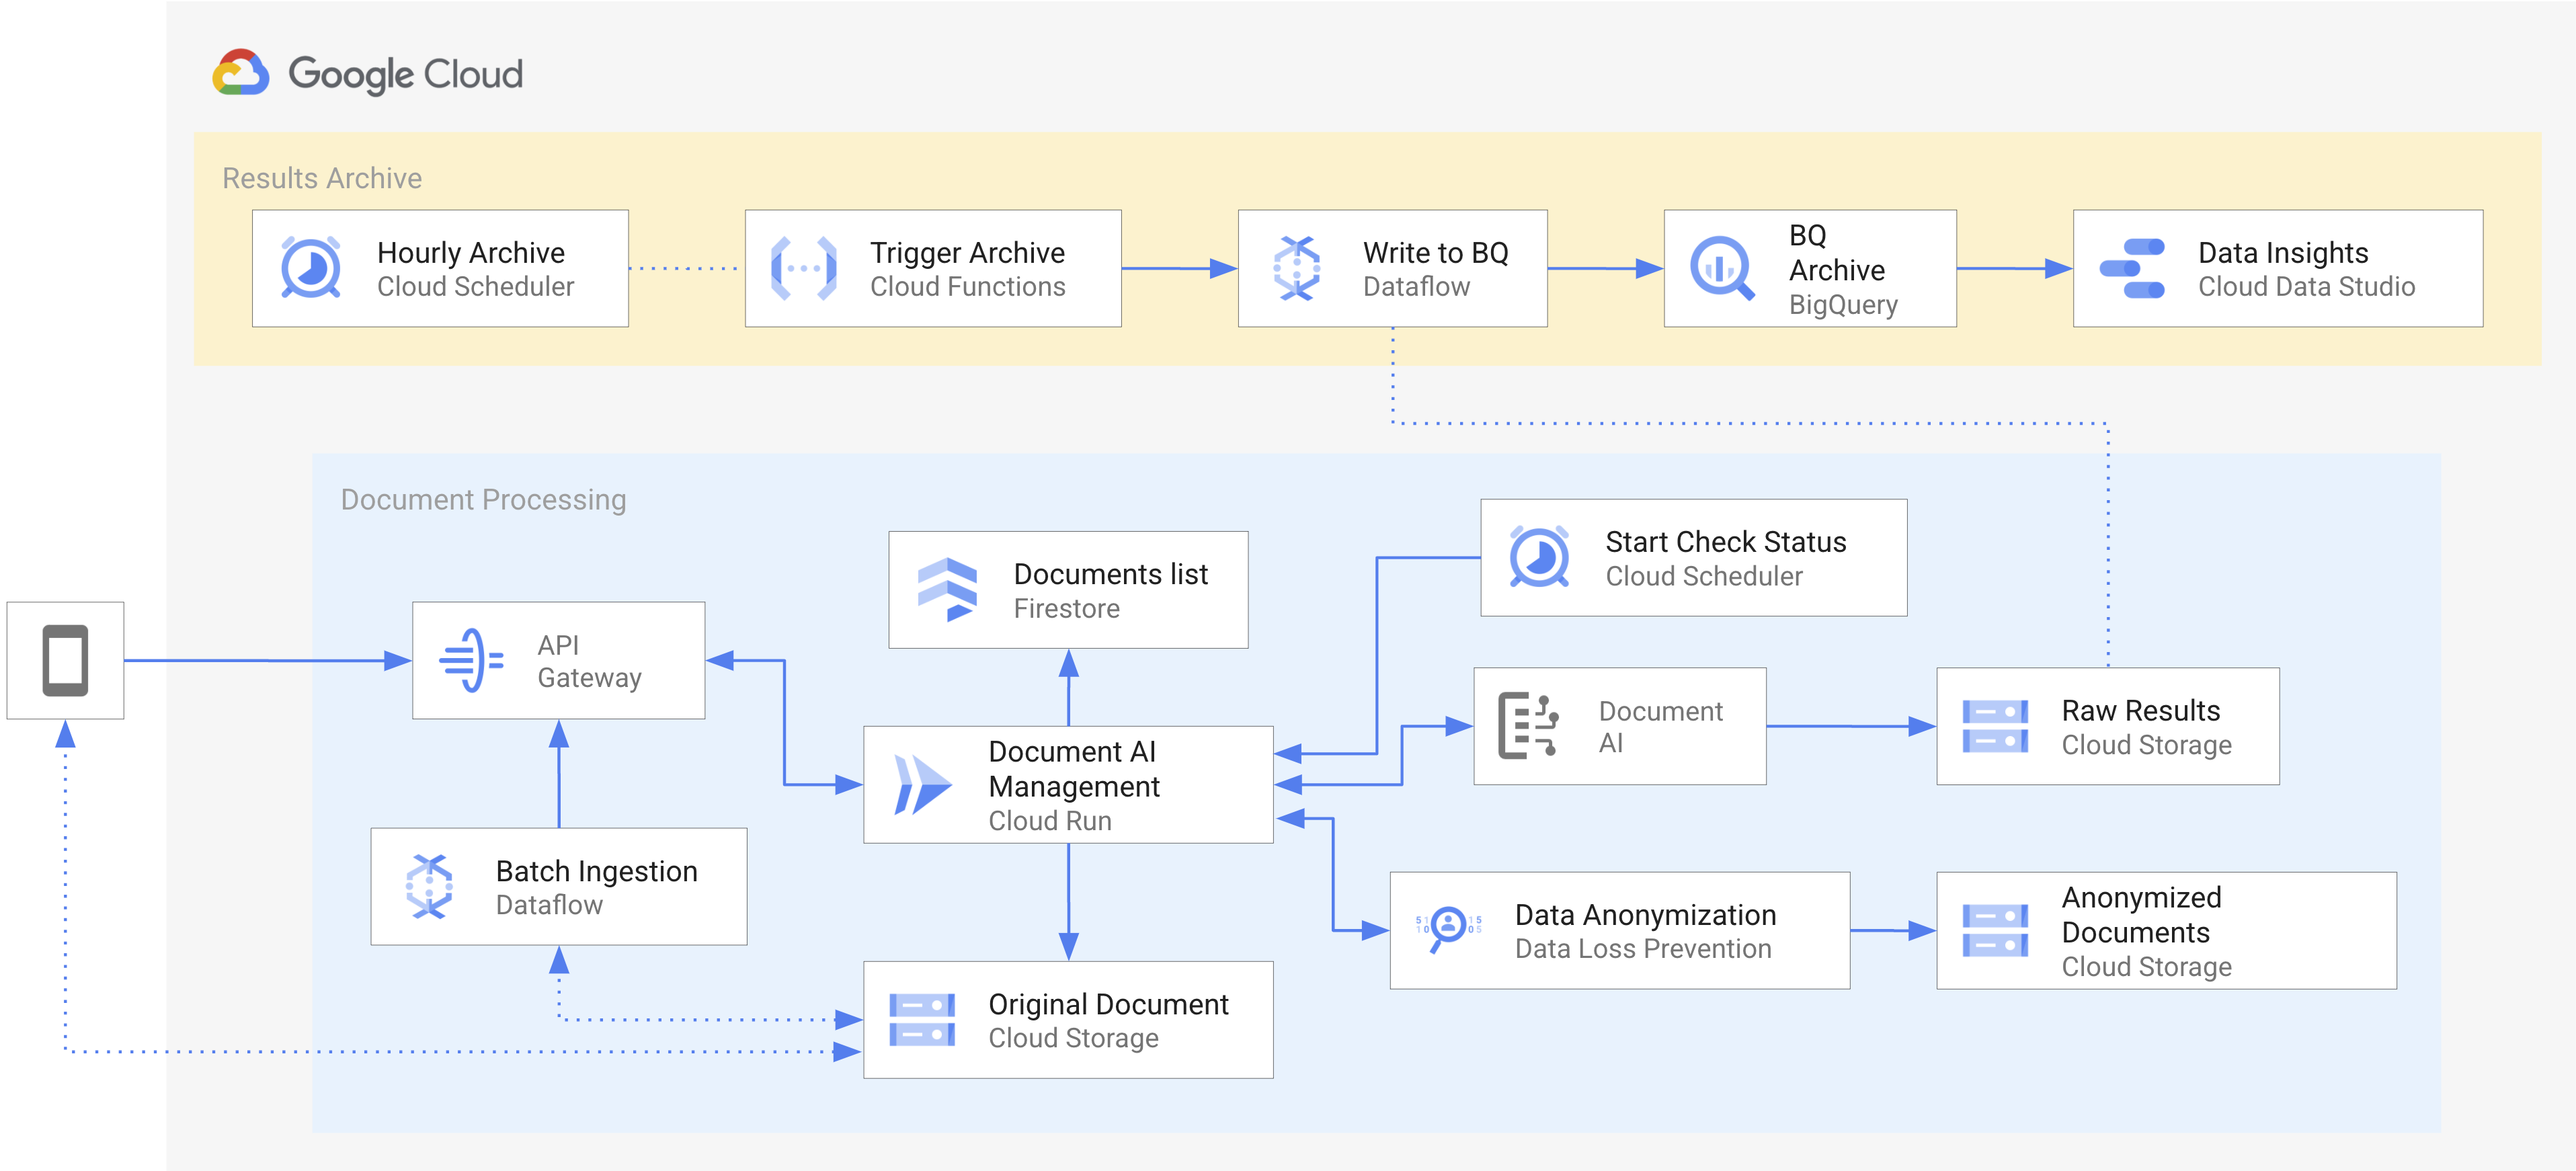 Google Cloud
Results Archive
Hourly Archive
Cloud Scheduler
Trigger Archive
Cloud Functions
Write to BQ
Dataflow
BQ
Archive
BigQuery
Data Insights
Cloud Data Studio
Document Processing
Documents list
Firestore
Start Check Status
Cloud Scheduler
API
Gateway
Document AI
Management
Cloud Run
Document
AI
Raw Results
Cloud Storage
Batch Ingestion
Dataflow
Data Anonymization
Data Loss Prevention
Anonymized
Documents
Cloud Storage
Original Document
Cloud Storage